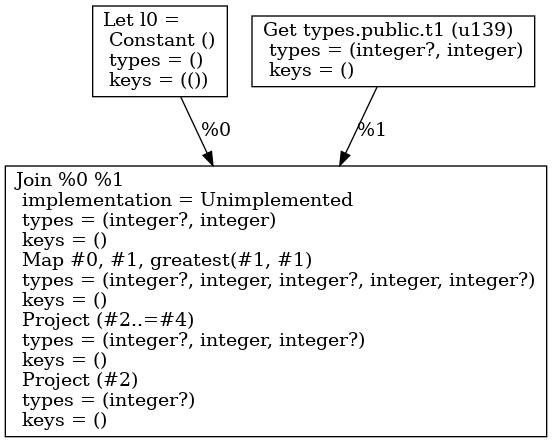 Let l0 =
Constant ()
types = ()
keys = (())
Get types.public.t1 (u139)
types = (integer?, integer)
keys = ()
%0
%1
Join %0 %1
implementation = Unimplemented
types = (integer?, integer)
keys = ()
Map #0, #1, greatest(#1, #1)
types = (integer?, integer, integer?, integer, integer?)
keys = ()
Project (#2..=#4)
types = (integer?, integer, integer?)
keys = ()
Project (#2)
types = (integer?)
keys = ()